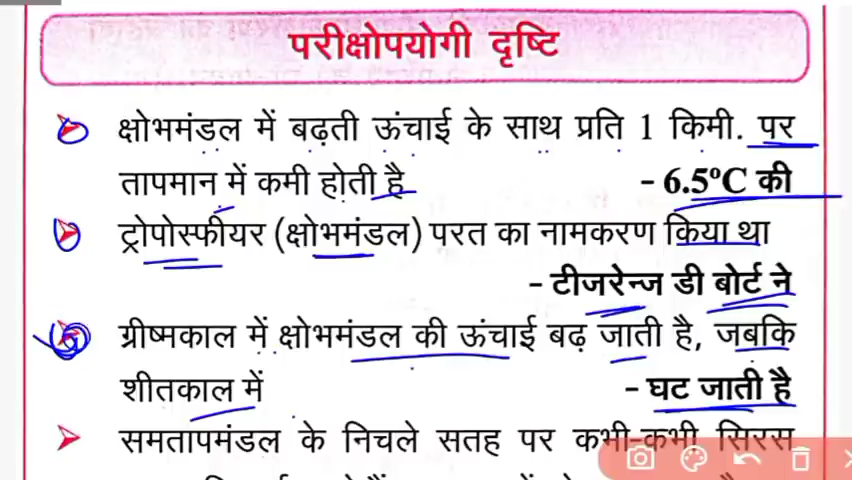 परीक्षोपयोगी दृष्टि
क्षोभमंडल में बढ़ती ऊंचाई के साथ प्रति 1 किमी. पर
तापमान में कमी होती है - 6.5°C की
ट्रोपोस्फीयर (क्षोभमंडल) परत का नामकरण किया था
- टीजरेन्ज डी बोर्ट ने
ग्रीष्मकाल में क्षोभमंडल की ऊंचाई बढ़ जाती है, जबकि
शीतकाल में - घट जाती है
समतापमंडल के निचले सतह पर कभी-कभी सिरस